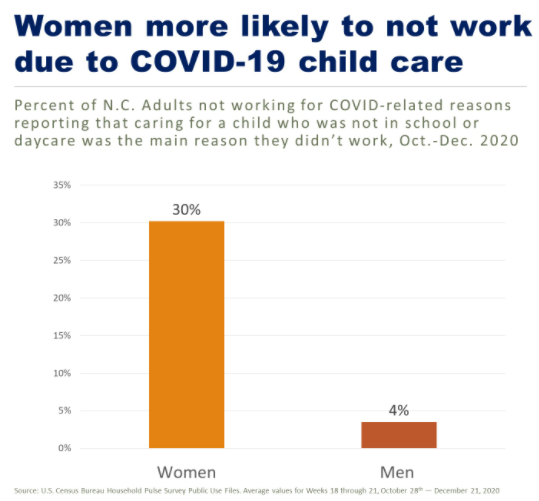 Women more likely to not work
due to COVID-19 child care
Percent of N.C. Adults not working for COVID-related reasons
reporting that caring for a child who was not in school or
daycare was the main reason they didn't work, Oct.-Dec. 2020
35%
30%
25%
20%
15%
10%
5%
0%
30%
4%
Women
Men
Source: U.S. Census Bureau Household Pulse Survey Public Use Files. Average values for Weeks 18 through 21, October 28th — December 21, 2020